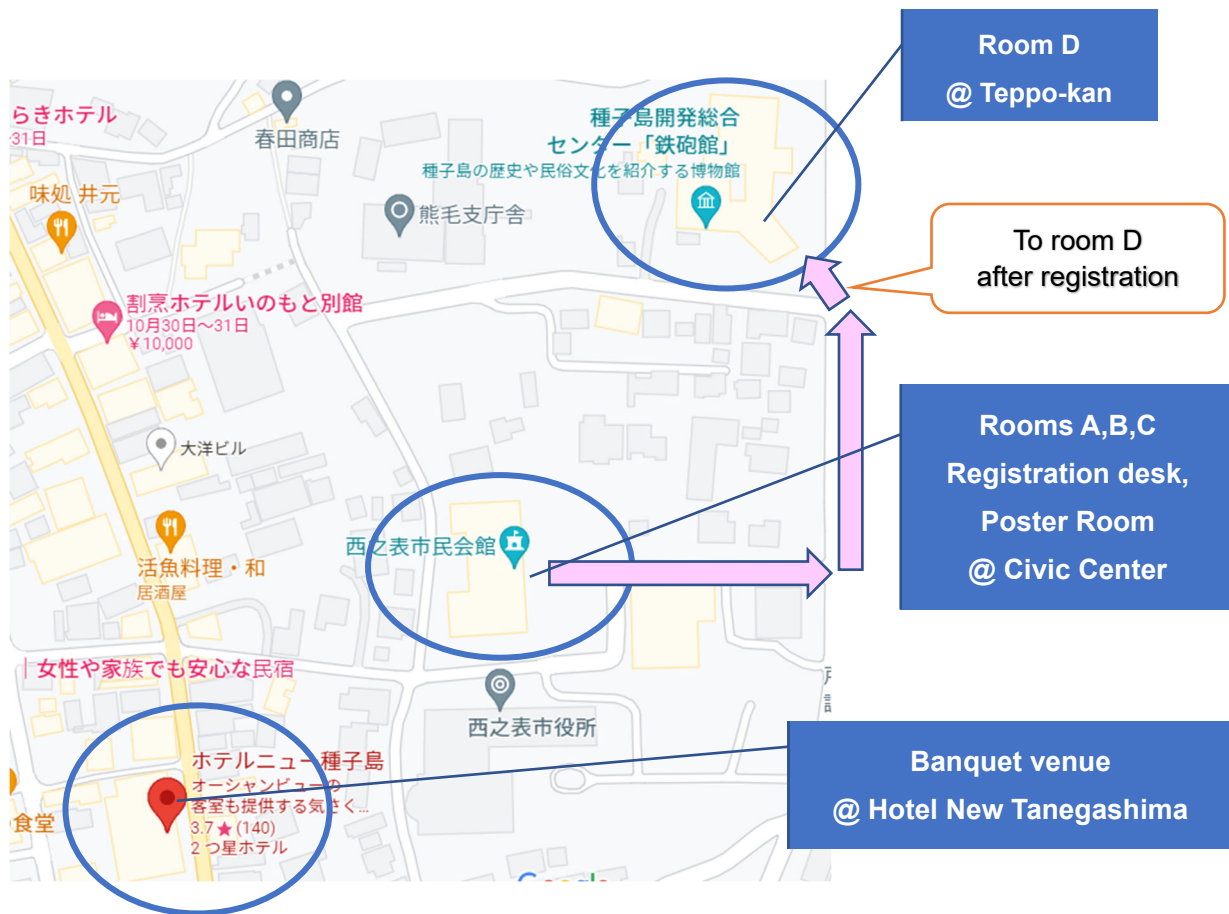 Room D
@ Teppo-kan
らきホテル
31日
春田商店
種子島開発総合
センター「鉄砲館」
種子島の歴史や民俗文化を紹介する博物館
味処 井元
熊毛支庁舎
To room D
after registration
割烹ホテルいのもと別館
10月30日~31日
¥10,000
Rooms A,B,C
Registration desk,
Poster Room
@ Civic Center
大洋ビル
西之表市民会館
活魚料理・和
居酒屋
女性や家族でも安心な民宿
西之表市役所
ホテルニュー種子島
オーシャンビューの
客室も提供する気さく...
3.7★(140)
2 つ星ホテル
食堂
Banquet venue
@ Hotel New Tanegashima